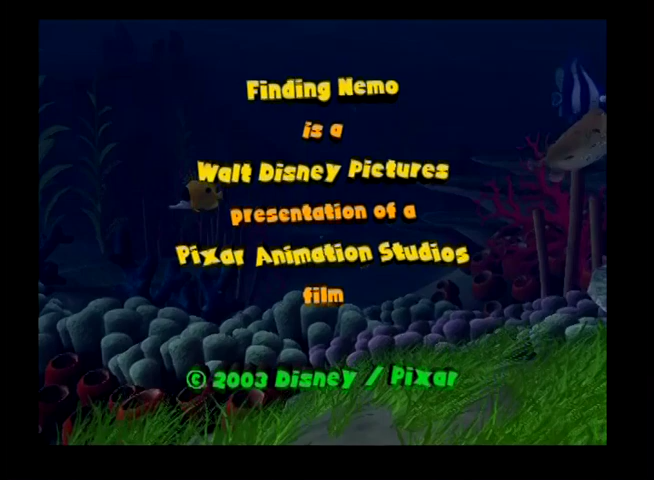 Finding Nemo
is a
Walt Disney Pictures
presentation of a
Pixar Animation Studios
film
© 2003 Disney / Pixar